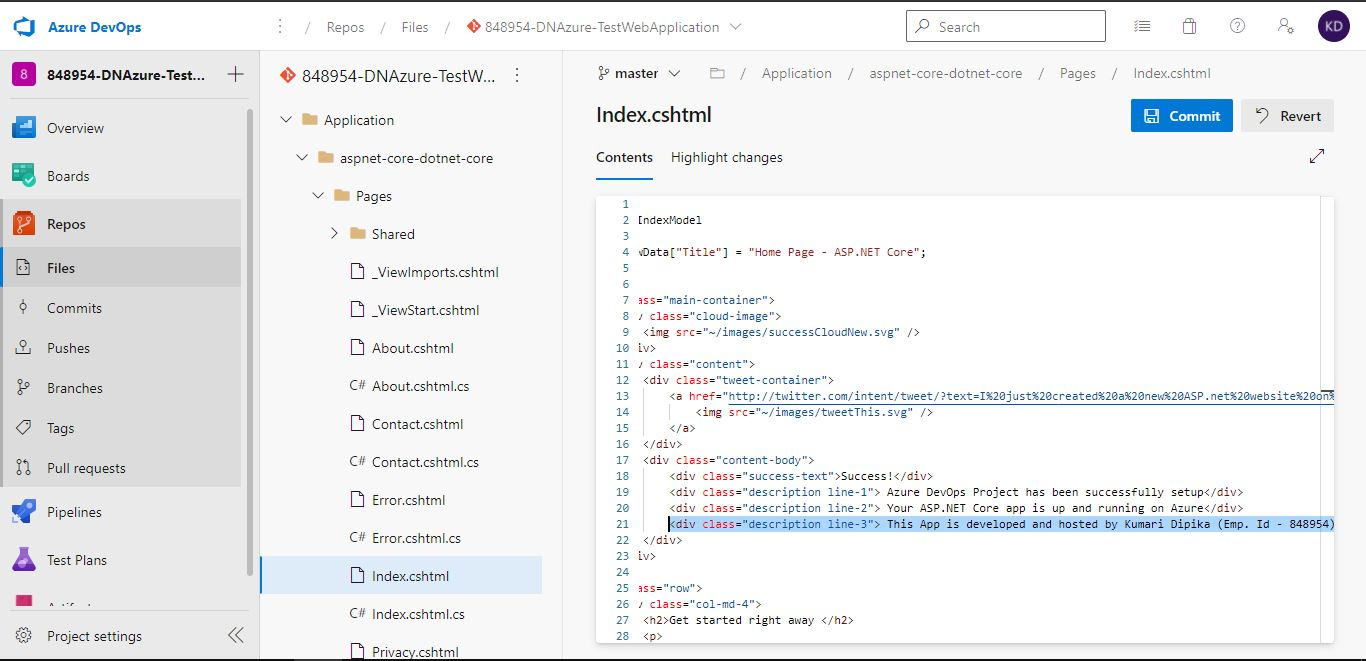 Azure DevOps
/ Repos / Files / 848954-DNAzure-TestWebApplication
Search
KD
8 848954-DNAzure-Test...
Overview
Boards
Repos
Files
Commits
Pushes
Branches
Tags
Pull requests
Pipelines
Test Plans
Project settings
848954-DNAzure-TestW...
Application
aspnet-core-dotnet-core
Pages
Shared
_ViewImports.cshtml
_ViewStart.cshtml
About.cshtml
C# About.cshtml.cs
Contact.cshtml
C# Contact.cshtml.cs
Error.cshtml
C# Error.cshtml.cs
Index.cshtml
C# Index.cshtml.cs
Privacy.cshtml
master / Application / aspnet-core-dotnet-core / Pages / Index.cshtml
Index.cshtml
Commit
Revert
Contents
Highlight changes
1
2 IndexModel
3
4 wData["Title"] = "Home Page - ASP.NET Core";
5
6
7 ass="main-container">
8 class="cloud-image">
9 <img src="~/images/successCloudNew.svg" />
10 iv>
11 class="content">
12 <div class="tweet-container">
13 <a href="http://twitter.com/intent/tweet/?text=I%20just%20created%20a%20new%20ASP.net%20website%20on%
14 <img src="~/images/tweetThis.svg" />
15 </a>
16 </div>
17 <div class="content-body">
18 <div class="success-text">Success!</div>
19 <div class="description line-1"> Azure DevOps Project has been successfully setup</div>
20 <div class="description line-2"> Your ASP.NET Core app is up and running on Azure</div>
21 <div class="description line-3"> This App is developed and hosted by Kumari Dipika (Emp. Id - 848954)
22 </div>
23 iv>
24
25 ass="row">
26 class="col-md-4">
27 <h2>Get started right away </h2>
28 <p>